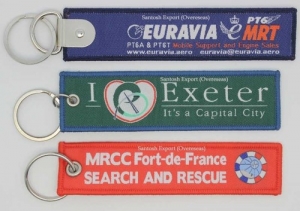 Santosh Export (Overseas)
EURAVIA PT6 MRT
PT6A & PT6T Mobile Support and Engine Sales
www.euravia.aero euravia@euravia.aero
Santosh Export (Overseas)
I Exeter
It's a Capital City
Santosh Export (Overseas)
MRCC Fort-de-France
SEARCH AND RESCUE